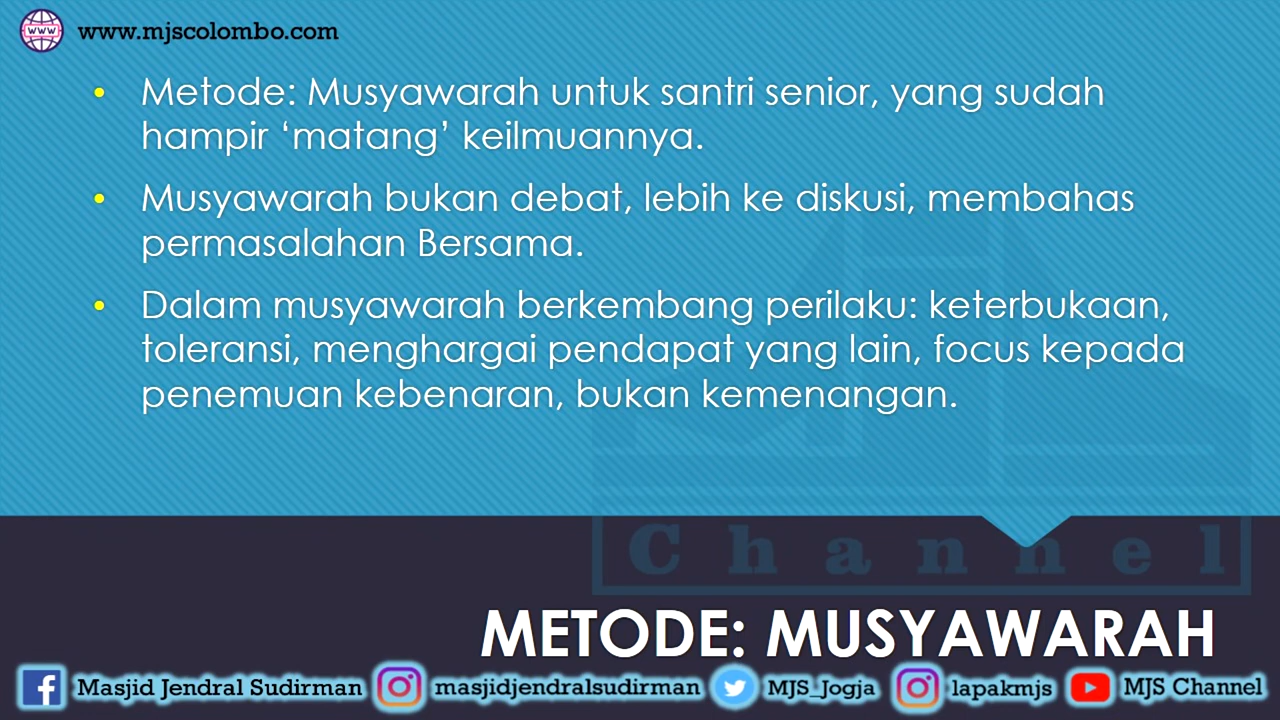 www.mjscolombo.com
• Metode: Musyawarah untuk santri senior, yang sudah
hampir ‘matang’ keilmuannya.
• Musyawarah bukan debat, lebih ke diskusi, membahas
permasalahan Bersama.
• Dalam musyawarah berkembang perilaku: keterbukaan,
toleransi, menghargai pendapat yang lain, focus kepada
penemuan kebenaran, bukan kemenangan.
Channel
METODE: MUSYAWARAH
Masjid Jendral Sudirman masjidjendralsudirman MJS_Jogja lapakmjs MJS Channel